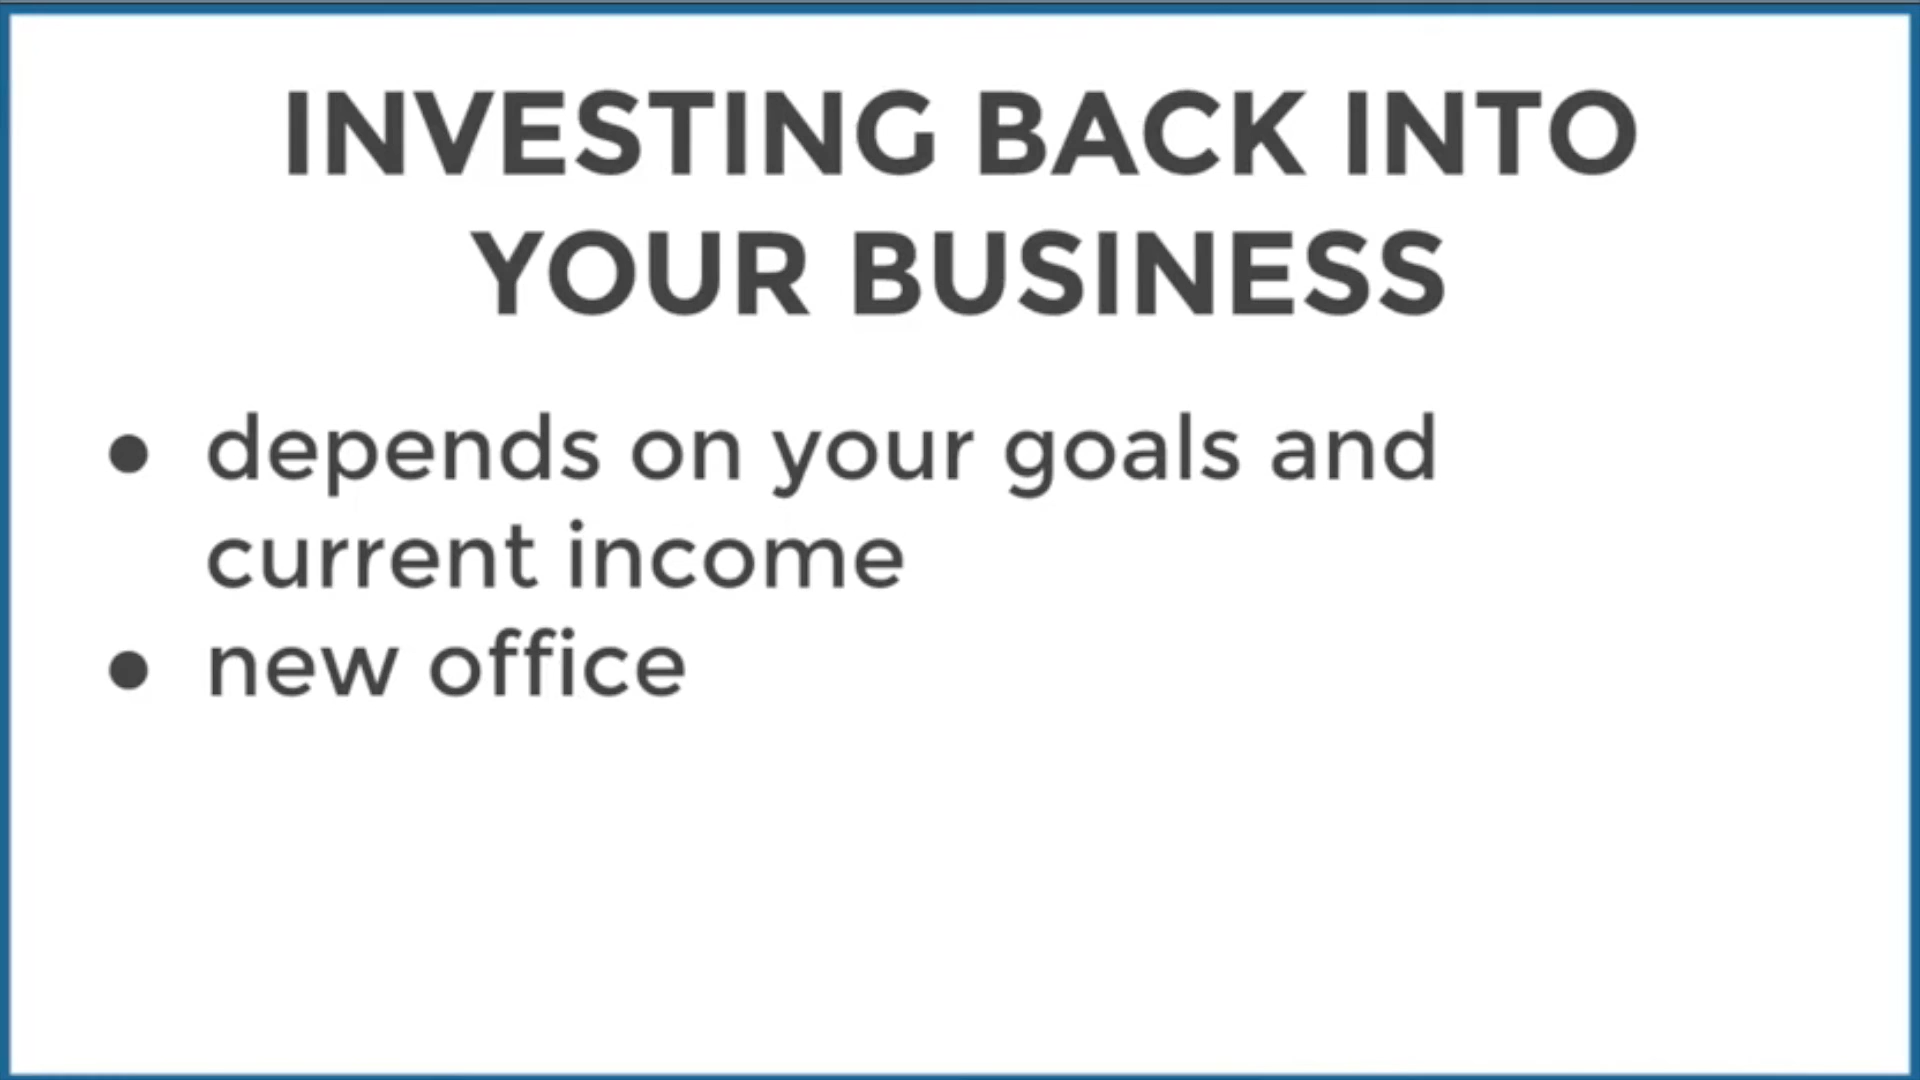 INVESTING BACK INTO
YOUR BUSINESS
● depends on your goals and
current income
● new office